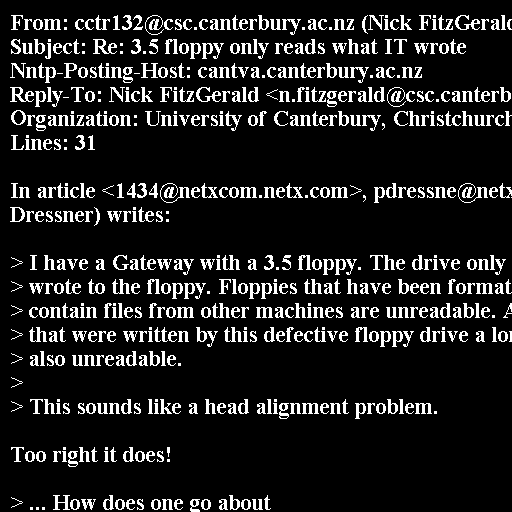 From: cctr132@csc.canterbury.ac.nz (Nick FitzGerald
Subject: Re: 3.5 floppy only reads what IT wrote
Nntp-Posting-Host: cantva.canterbury.ac.nz
Reply-To: Nick FitzGerald <n.fitzgerald@csc.canterb
Organization: University of Canterbury, Christchurch
Lines: 31

In article <1434@netxcom.netx.com>, pdressne@netx
Dressner) writes:

> I have a Gateway with a 3.5 floppy. The drive only
> wrote to the floppy. Floppies that have been format
> contain files from other machines are unreadable. A
> that were written by this defective floppy drive a lon
> also unreadable.
>
> This sounds like a head alignment problem.

Too right it does!

> ... How does one go about